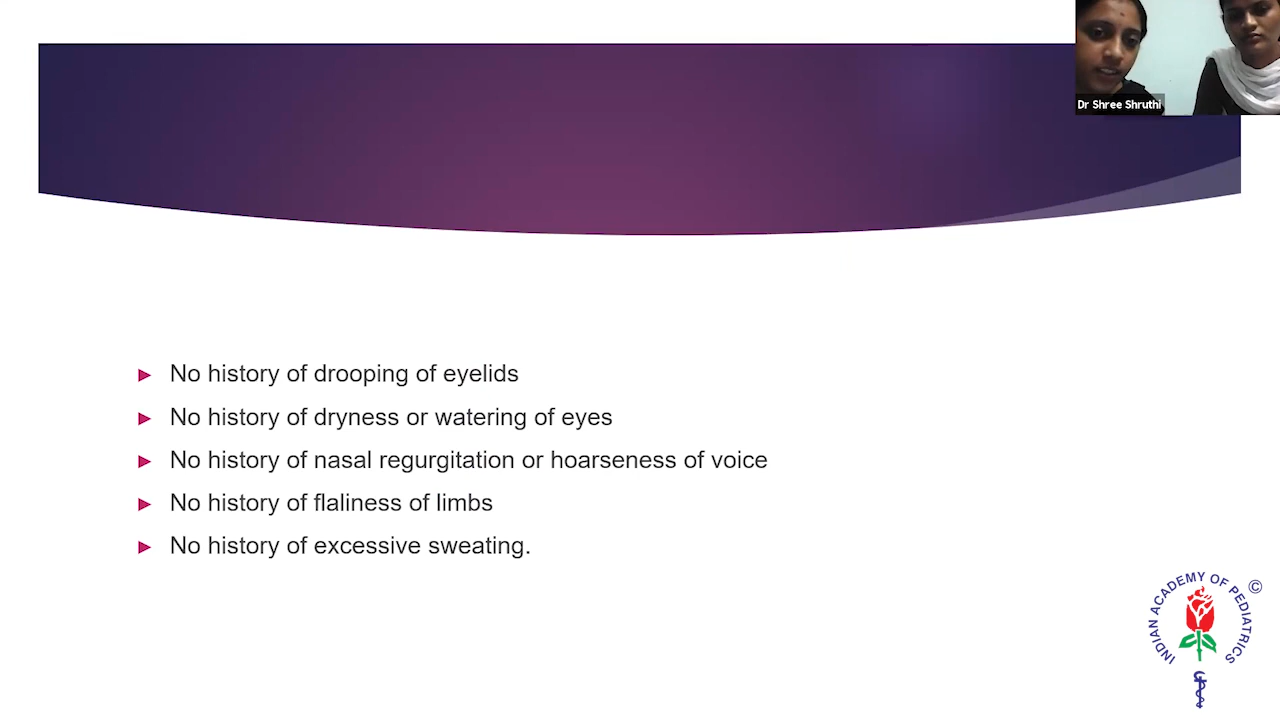 Dr Shree Shruthi
No history of drooping of eyelids
No history of dryness or watering of eyes
No history of nasal regurgitation or hoarseness of voice
No history of flaliness of limbs
No history of excessive sweating.
INDIAN ACADEMY OF PEDIATRICS
©